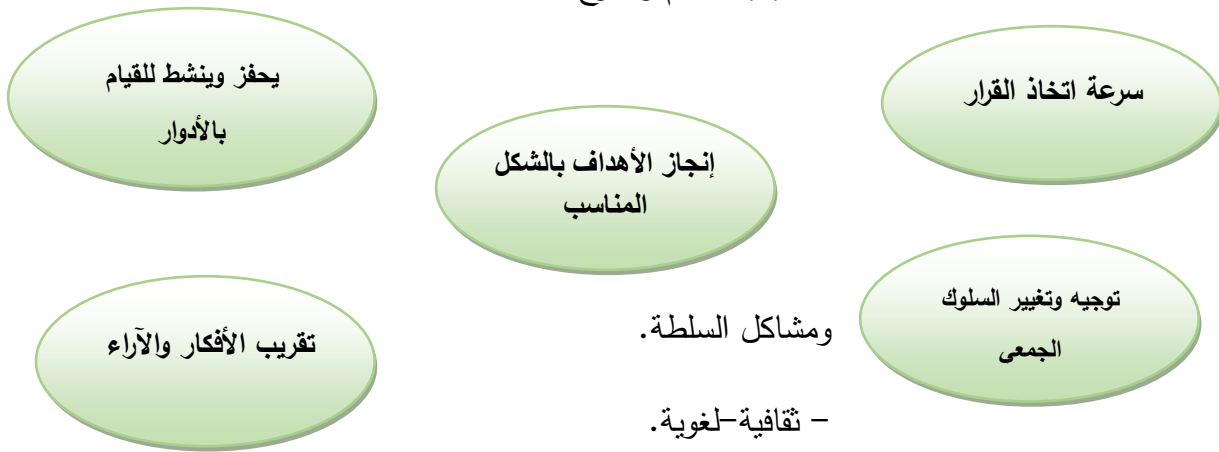 سرعة اتخاذ القرار
يحفز وينشط للقيام
بالأدوار
إنجاز الأهداف بالشكل
المناسب
توجيه وتغيير السلوك
الجمعى
تقريب الأفكار والآراء
ومشاكل السلطة.
- ثقافية-لغوية.